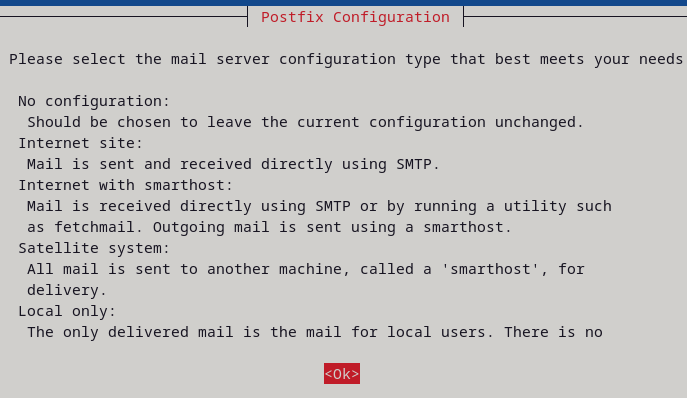 Postfix Configuration
Please select the mail server configuration type that best meets your needs
No configuration:
Should be chosen to leave the current configuration unchanged.
Internet site:
Mail is sent and received directly using SMTP.
Internet with smarthost:
Mail is received directly using SMTP or by running a utility such
as fetchmail. Outgoing mail is sent using a smarthost.
Satellite system:
All mail is sent to another machine, called a 'smarthost', for
delivery.
Local only:
The only delivered mail is the mail for local users. There is no
<Ok>